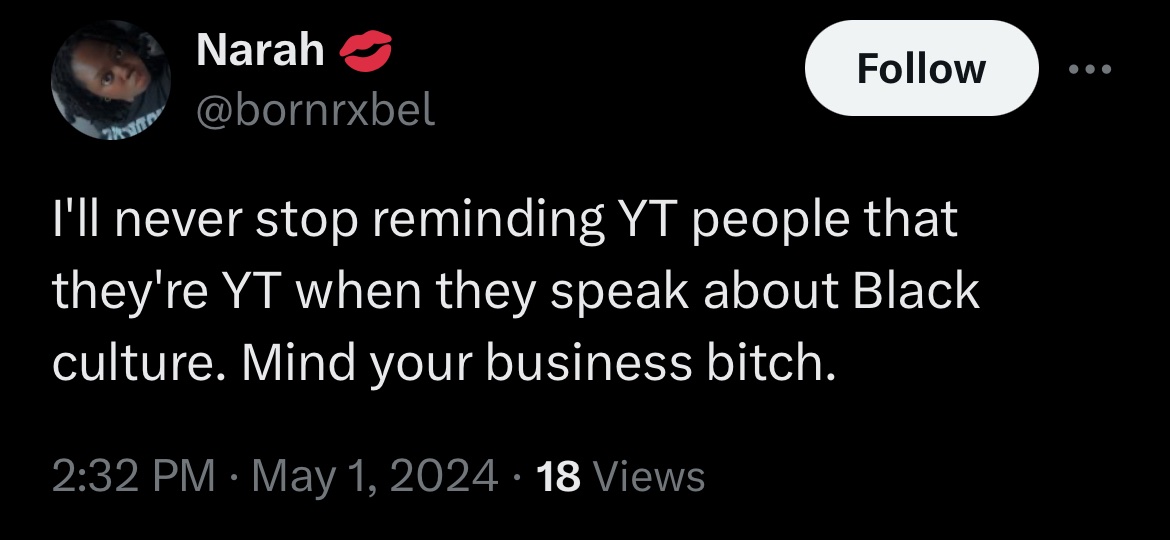 Narah 💋
@bornrxbel
Follow
I'll never stop reminding YT people that
they're YT when they speak about Black
culture. Mind your business bitch.
2:32 PM · May 1, 2024 · 18 Views